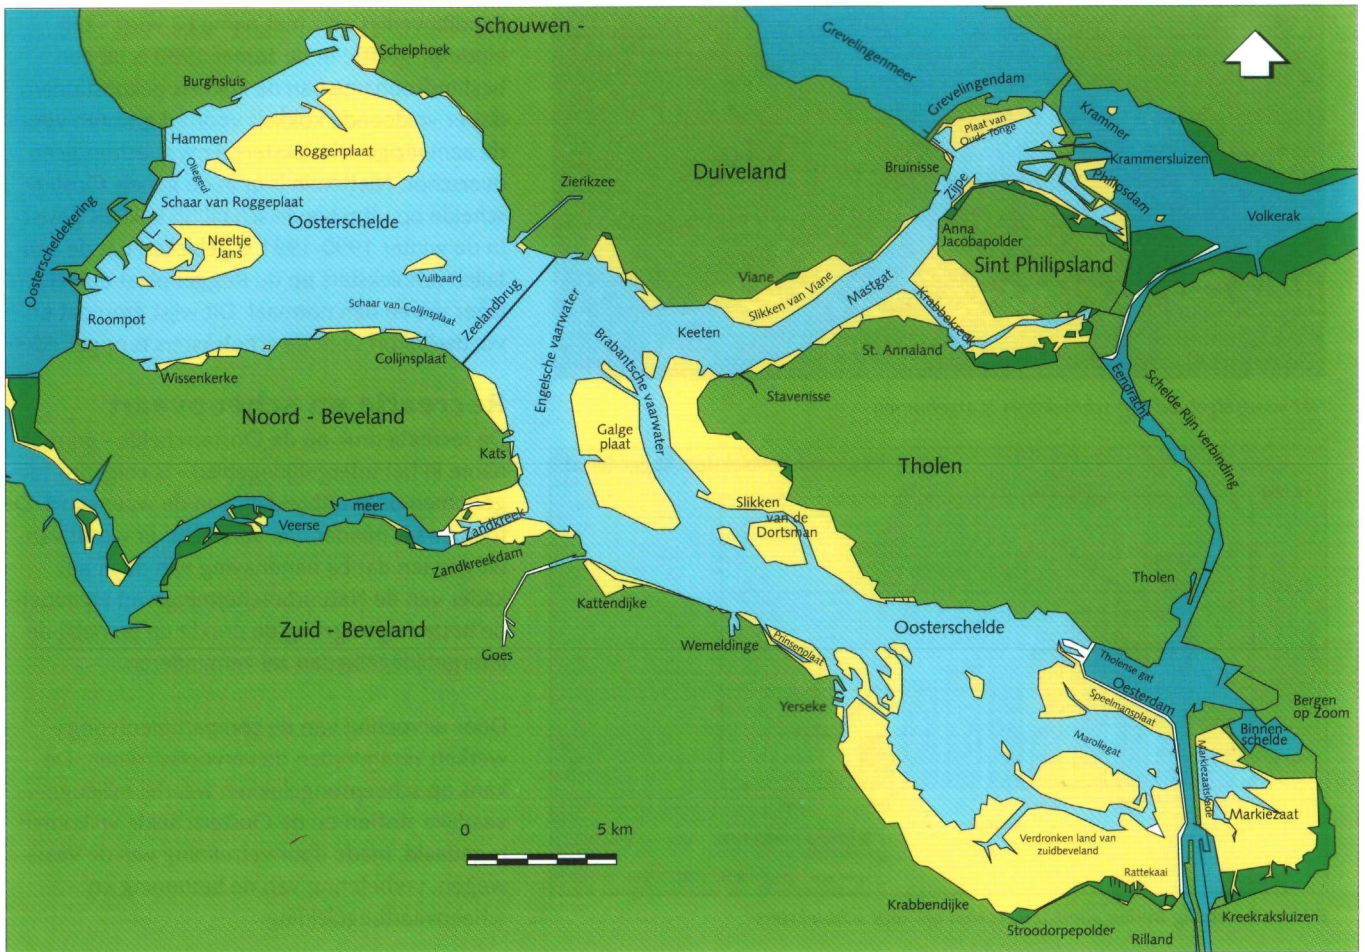 Schouwen -
Schelphoek
Burghsluis
Hammen
Roggenplaat
Oliegeul
Schaar van Roggeplaat
Oosterschelde
Oosterscheldekering
Neeltje
Jans
Vuilbaard
Roompot
Schaar van Colijnsplaat
Colijnsplaat
Wissenkerke
Zierikzee
Zeelandbrug
Duiveland
Grevelingenmeer
Grevelingendam
Plaat van
Oude-Tonge
Bruinisse
Zijpe
Krammer
Krammersluizen
Philipsdam
Volkerak
Anna
Jacobapolder
Sint Philipsland
Viane
Slikken van Viane
Mastgat
Krabbekreek
Keeten
St. Annaland
Stavenisse
Engelsche vaarwater
Brabantsche vaarwater
Noord - Beveland
Galge
plaat
Kats
Tholen
Eendracht
Schelde Rijn verbinding
Slikken
van de
Dortsman
Veerse
meer
Zandkreek
Zandkreekdam
Kattendijke
Tholen
Zuid - Beveland
Goes
Wemeldinge
Prinsenplaat
Oosterschelde
Tholense gat
Oesterdam
Speelmansplaat
Yerseke
Marollegat
Bergen
op Zoom
Binnen-
schelde
Markiezaatskade
Markiezaat
0 5 km
Verdronken land van
zuidbeveland
Rattekaai
Krabbendijke
Stroodorpepolder
Rilland
Kreekraksluizen